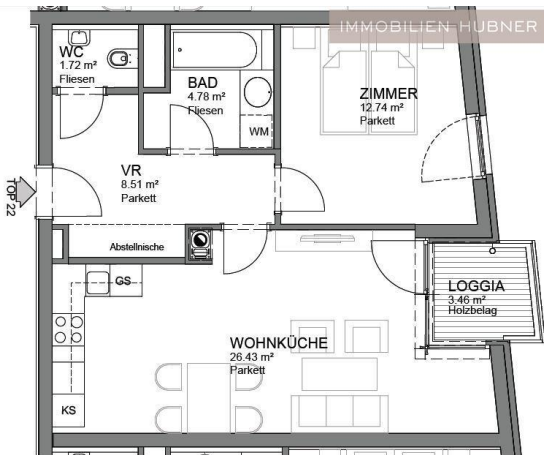 IMMOBILIEN HÜBNER
WC
1.72 m²
Fliesen
BAD
4.78 m²
Fliesen
WM
ZIMMER
12.74 m²
Parkett
VR
8.51 m²
Parkett
TOP 22
Abstellnische
GS
LOGGIA
3.46 m²
Holzbelag
WOHNKÜCHE
26.43 m²
Parkett
KS